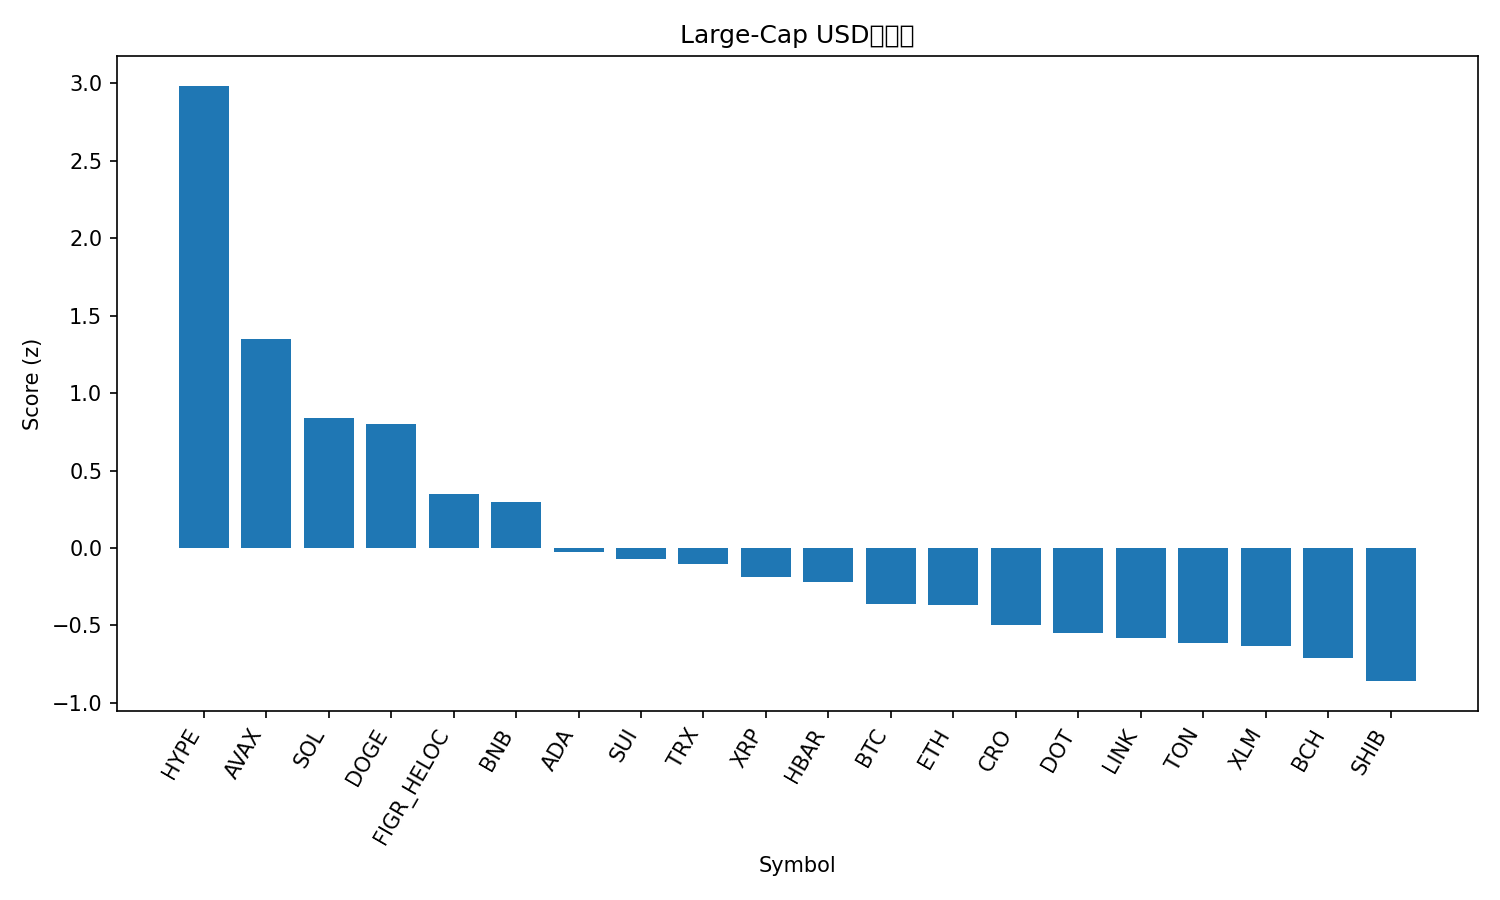 Large-Cap USD
Score (z)
3.0
2.5
2.0
1.5
1.0
0.5
0.0
−0.5
−1.0
HYPE
AVAX
SOL
DOGE
FIGR_HELOC
BNB
ADA
SUI
TRX
XRP
HBAR
BTC
ETH
CRO
DOT
LINK
TON
XLM
BCH
SHIB
Symbol